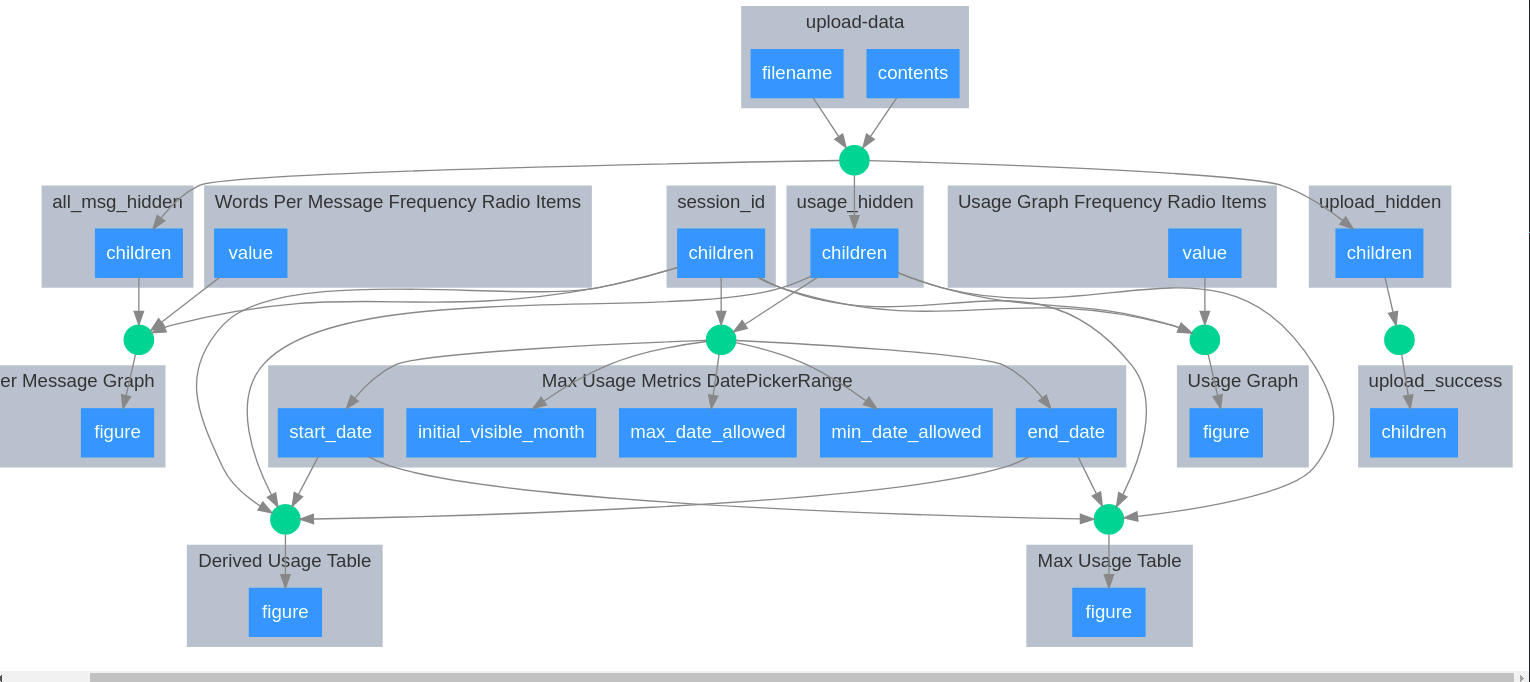 upload-data
filename
contents
all_msg_hidden
Words Per Message Frequency Radio Items
session_id
usage_hidden
Usage Graph Frequency Radio Items
upload_hidden
children
value
children
children
value
children
er Message Graph
Max Usage Metrics DatePickerRange
Usage Graph
upload_success
figure
start_date
initial_visible_month
max_date_allowed
min_date_allowed
end_date
figure
children
Derived Usage Table
Max Usage Table
figure
figure